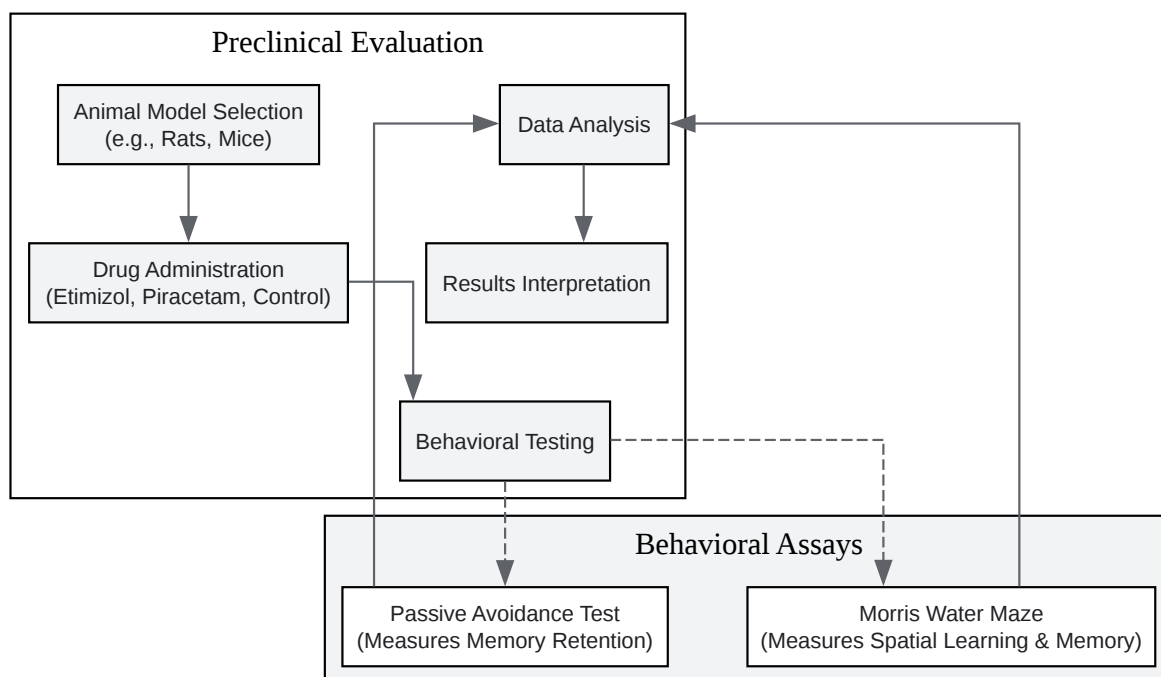 Preclinical Evaluation
Animal Model Selection
(e.g., Rats, Mice)
Data Analysis
Drug Administration
(Etimizol, Piracetam, Control)
Results Interpretation
Behavioral Testing
Behavioral Assays
Passive Avoidance Test
(Measures Memory Retention)
Morris Water Maze
(Measures Spatial Learning & Memory)